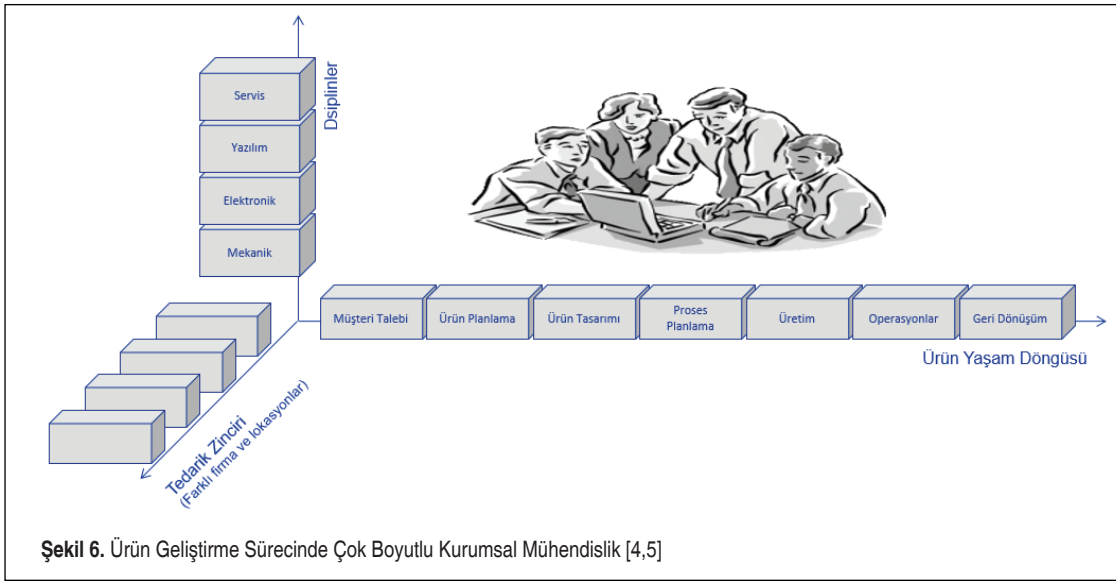 Servis
Yazılım
Elektronik
Mekanik
Dsiplinler
Müşteri Talebi
Ürün Planlama
Ürün Tasarımı
Proses
Planlama
Üretim
Operasyonlar
Geri Dönüşüm
Ürün Yaşam Döngüsü
Tedarik Zinciri
(Farklı firma ve lokasyonlar)
Şekil 6. Ürün Geliştirme Sürecinde Çok Boyutlu Kurumsal Mühendislik [4,5]